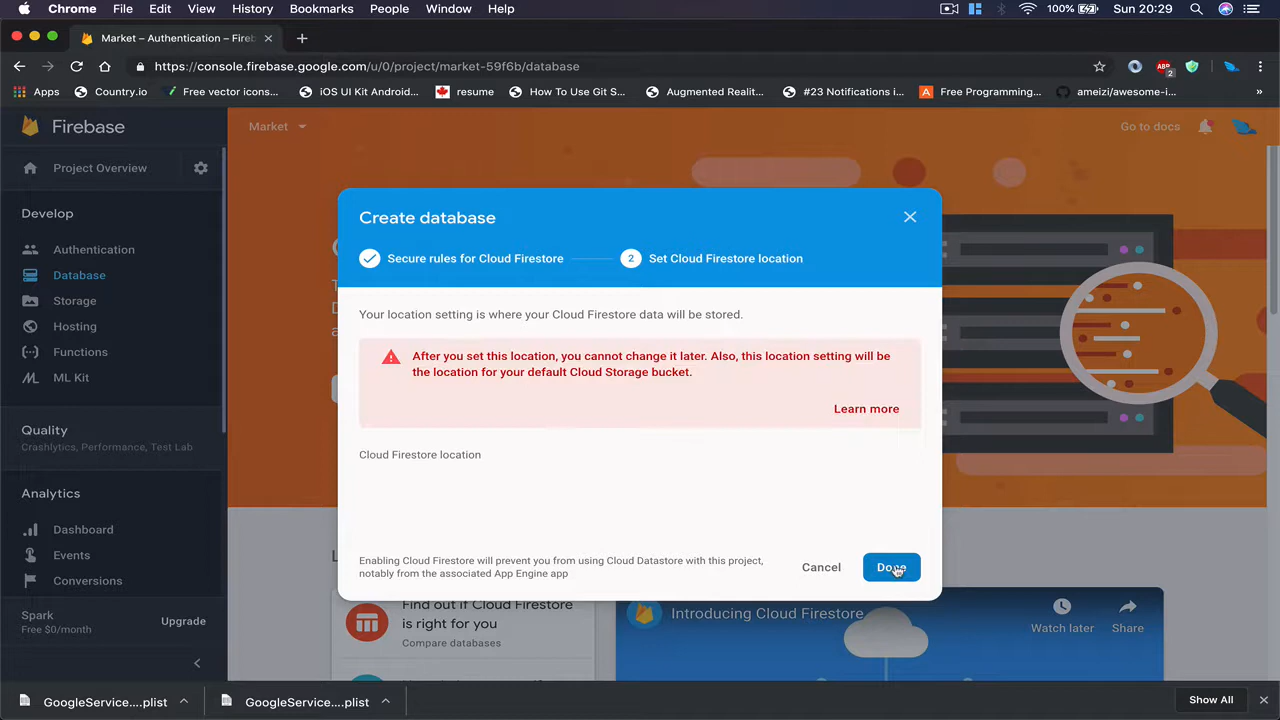 Chrome File Edit View History Bookmarks People Window Help 100% Sun 20:29
Market – Authentication – Fireb
https://console.firebase.google.com/u/0/project/market-59f6b/database
Apps Country.io Free vector icons... iOS UI Kit Android... resume How To Use Git S... Augmented Realit... #23 Notifications i... Free Programming... ameizi/awesome-i... »
Firebase
Market
Go to docs
Project Overview
Develop
Authentication
Database
Storage
Hosting
Functions
ML Kit
Quality
Crashlytics, Performance, Test Lab
Analytics
Dashboard
Events
Conversions
Spark
Free $0/month
Upgrade
Create database
Secure rules for Cloud Firestore
2 Set Cloud Firestore location
Your location setting is where your Cloud Firestore data will be stored.
After you set this location, you cannot change it later. Also, this location setting will be
the location for your default Cloud Storage bucket.
Learn more
Cloud Firestore location
Enabling Cloud Firestore will prevent you from using Cloud Datastore with this project,
notably from the associated App Engine app
Cancel
Done
Find out if Cloud Firestore
is right for you
Compare databases
Introducing Cloud Firestore
Watch later
Share
GoogleService....plist
GoogleService....plist
Show All